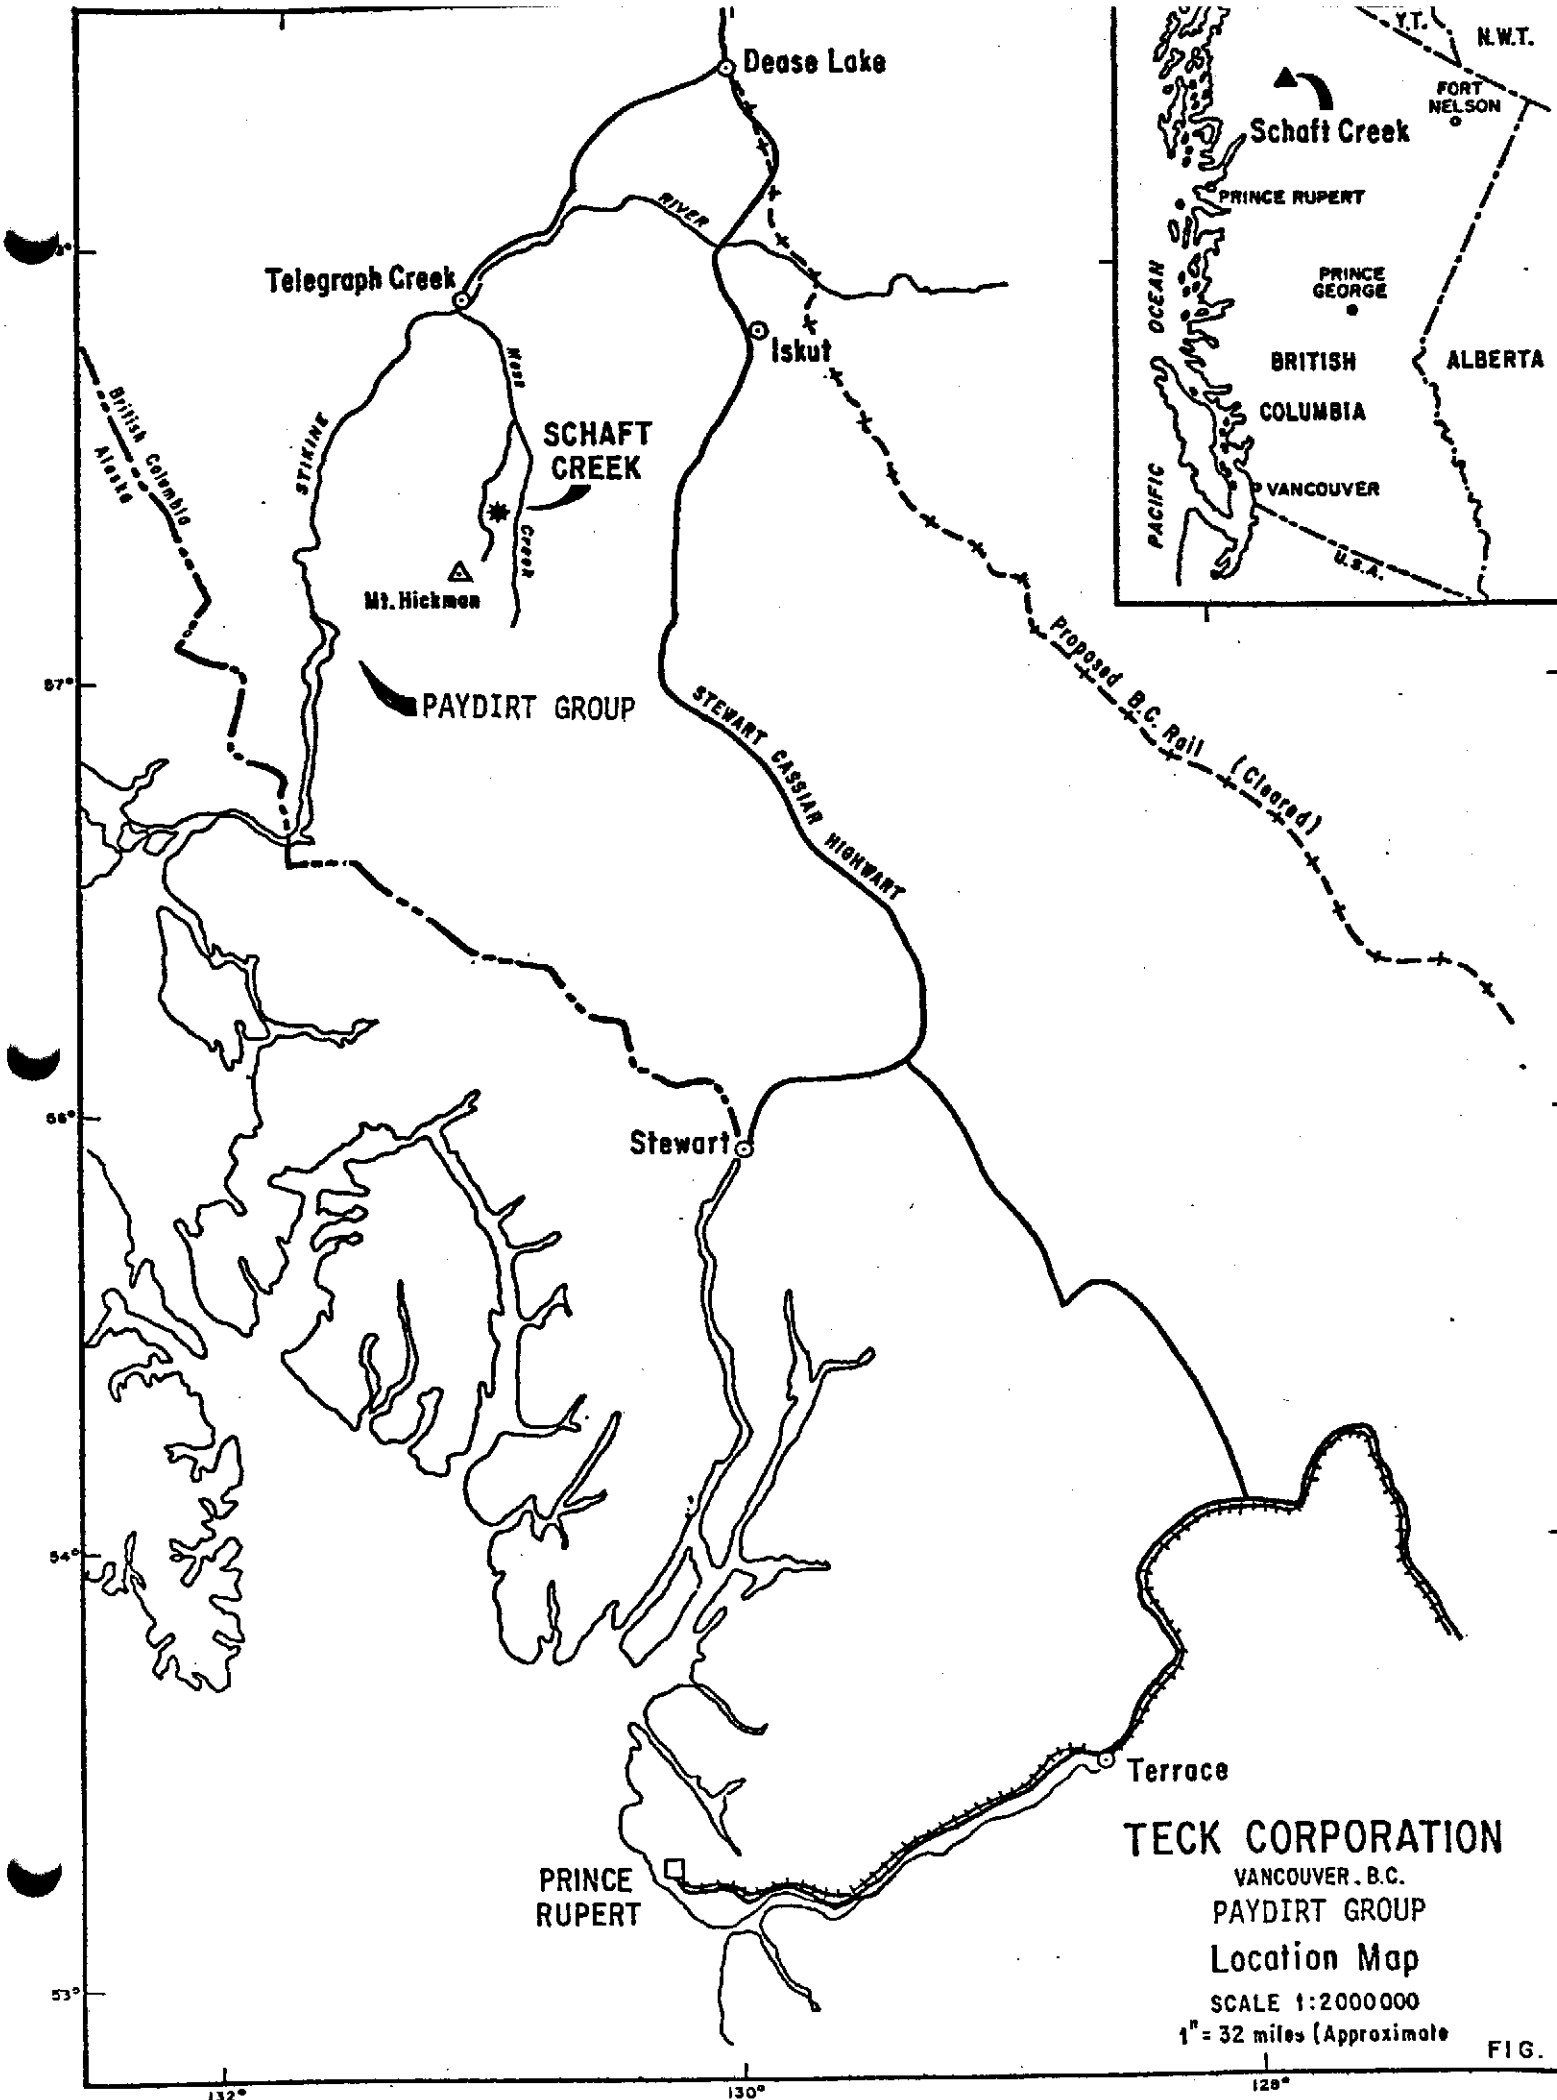 Dease Lake
RIVER
Telegraph Creek
Iskut
Mess
Creek
STIKINE
SCHAFT
CREEK
British Columbia
Alaska
Mt. Hickman
PAYDIRT GROUP
STEWART CASSIAR HIGHWART
Proposed B.C. Rail (Cleared)
Stewart
Terrace
PRINCE
RUPERT
Y.T.
N.W.T.
FORT
NELSON
Schaft Creek
PRINCE RUPERT
PRINCE
GEORGE
PACIFIC OCEAN
BRITISH
COLUMBIA
ALBERTA
VANCOUVER
U.S.A.
57°
56°
54°
53°
132°
130°
128°
TECK CORPORATION
VANCOUVER. B.C.
PAYDIRT GROUP
Location Map
SCALE 1:2000000
1" = 32 miles (Approximate
FIG.